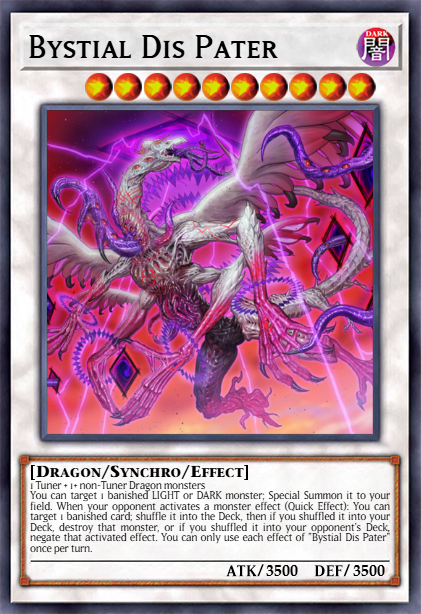 Bystial Dis Pater
DARK
闇
[Dragon/Synchro/Effect]
1 Tuner + 1+ non-Tuner Dragon monsters
You can target 1 banished LIGHT or DARK monster; Special Summon it to your
field. When your opponent activates a monster effect (Quick Effect): You can
target 1 banished card; shuffle it into the Deck, then if you shuffled it into your
Deck, destroy that monster, or if you shuffled it into your opponent's Deck,
negate that activated effect. You can only use each effect of "Bystial Dis Pater"
once per turn.
ATK/3500 DEF/3500